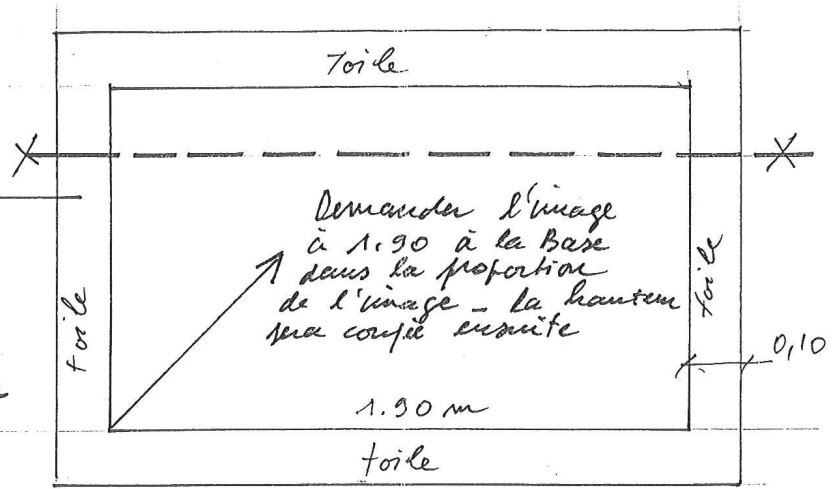 Toile
Demander l'image
à 1.90 à la Base
dans la proportion
de l'image - la hauteur
sera coupée ensuite
toile
toile
0,10
1.90 m
toile